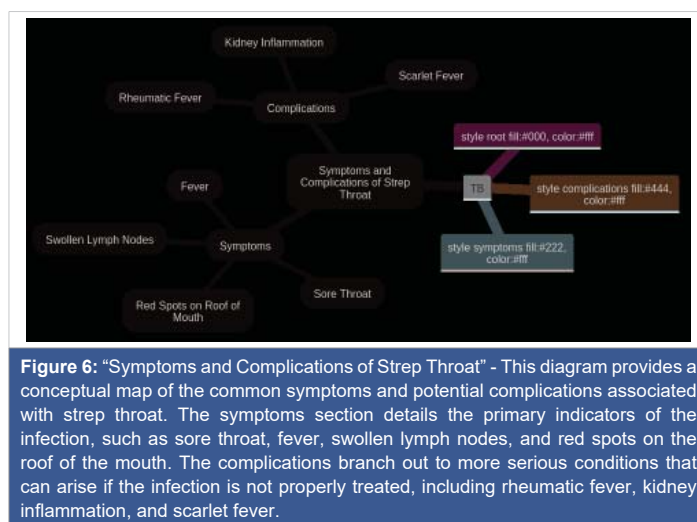 Kidney Inflammation
Scarlet Fever
Rheumatic Fever
Complications
style root fill:#000, color:#fff
Symptoms and
Complications of Strep
Throat
TB
style complications fill:#444,
color:#fff
Fever
Swollen Lymph Nodes
Symptoms
style symptoms fill:#222,
color:#fff
Sore Throat
Red Spots on Roof of
Mouth
Figure 6: “Symptoms and Complications of Strep Throat” - This diagram provides a
conceptual map of the common symptoms and potential complications associated
with strep throat. The symptoms section details the primary indicators of the
infection, such as sore throat, fever, swollen lymph nodes, and red spots on the
roof of the mouth. The complications branch out to more serious conditions that
can arise if the infection is not properly treated, including rheumatic fever, kidney
inflammation, and scarlet fever.